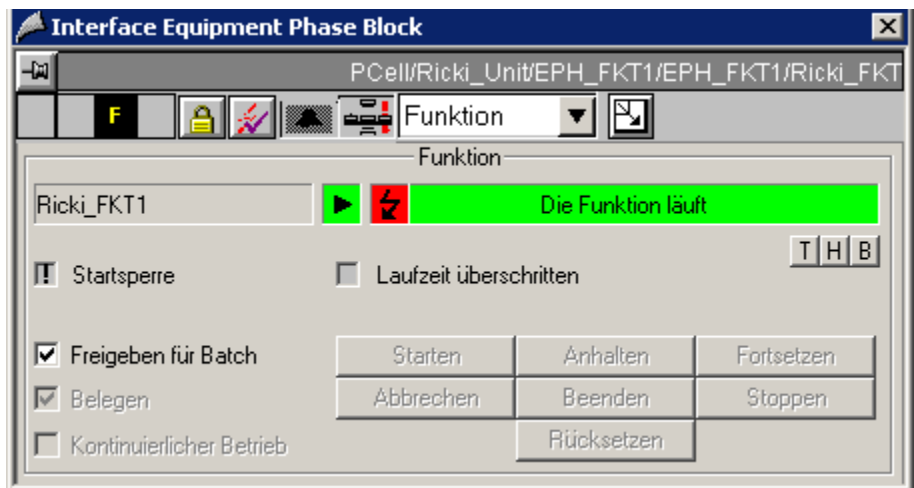 Interface Equipment Phase Block
PCell/Ricki_Unit/EPH_FKT1/EPH_FKT1/Ricki_FKT
F
Funktion
Funktion
Ricki_FKT1
Die Funktion läuft
T H B
! Startsperre
Laufzeit überschritten
Freigeben für Batch
Starten Anhalten Fortsetzen
Belegen
Abbrechen Beenden Stoppen
Kontinuierlicher Betrieb
Rücksetzen